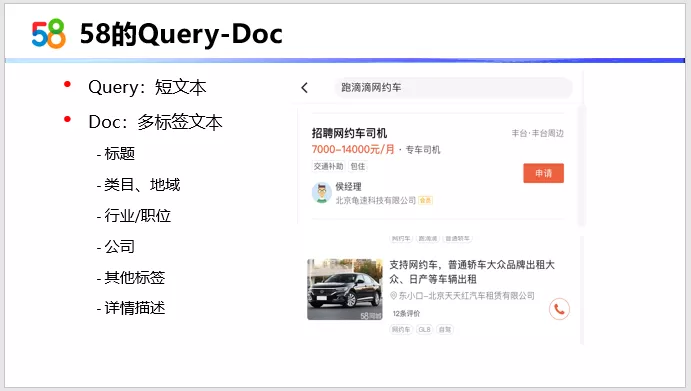 58 58的Query-Doc
• Query：短文本
• Doc：多标签文本
- 标题
- 类目、地域
- 行业/职位
- 公司
- 其他标签
- 详情描述
跑滴滴网约车
招聘网约车司机 丰台·丰台周边
7000-14000元/月 · 专车司机
交通补助 包住
申请
侯经理
北京龟速科技有限公司 会员
网约车 跑滴滴 普通轿车
支持网约车，普通轿车大众品牌出租大
众、日产等车辆出租
东小口-北京天天红汽车租赁有限公司
12条评价
网约车 GL8 自驾
58同城